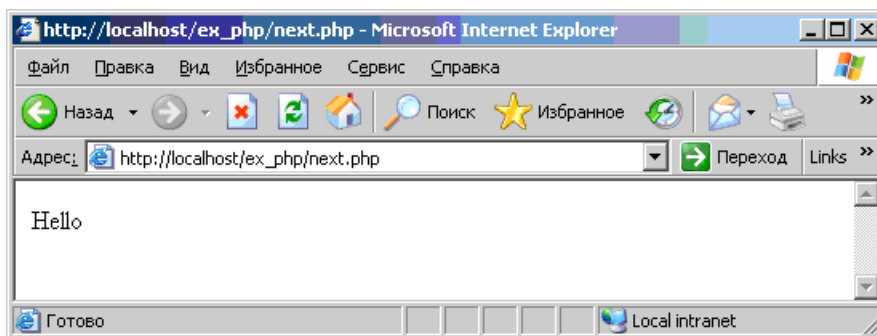 http://localhost/ex_php/next.php - Microsoft Internet Explorer
Файл Правка Вид Избранное Сервис Справка
Назад Поиск Избранное »
Адрес: http://localhost/ex_php/next.php Переход Links »
Hello
Готово Local intranet